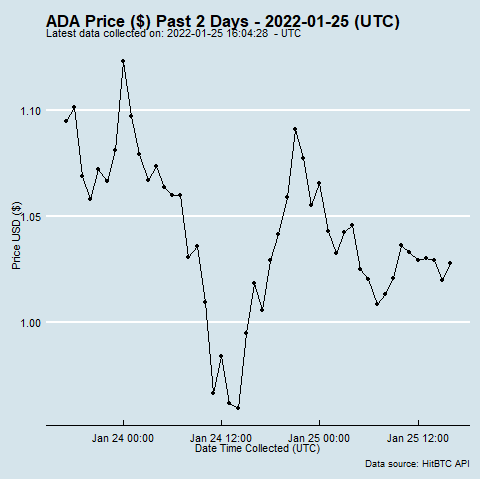 ADA Price ($) Past 2 Days - 2022-01-25 (UTC)
Latest data collected on: 2022-01-25 16:04:28 - UTC
1.10
1.05
1.00
Price USD ($)
Jan 24 00:00 Jan 24 12:00 Jan 25 00:00 Jan 25 12:00
Date Time Collected (UTC)
Data source: HitBTC API